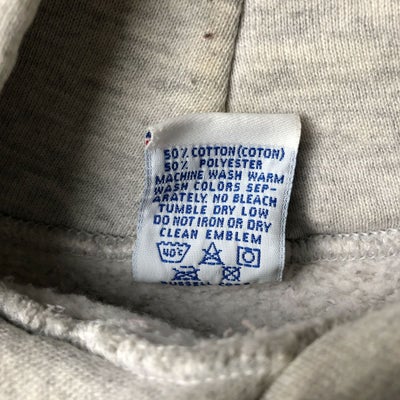 50% COTTON (COTON)
50% POLYESTER
MACHINE WASH WARM
WASH COLORS SEP-
ARATELY. NO BLEACH
TUMBLE DRY LOW
DO NOT IRON OR DRY
CLEAN EMBLEM
40°C
RUSSELL